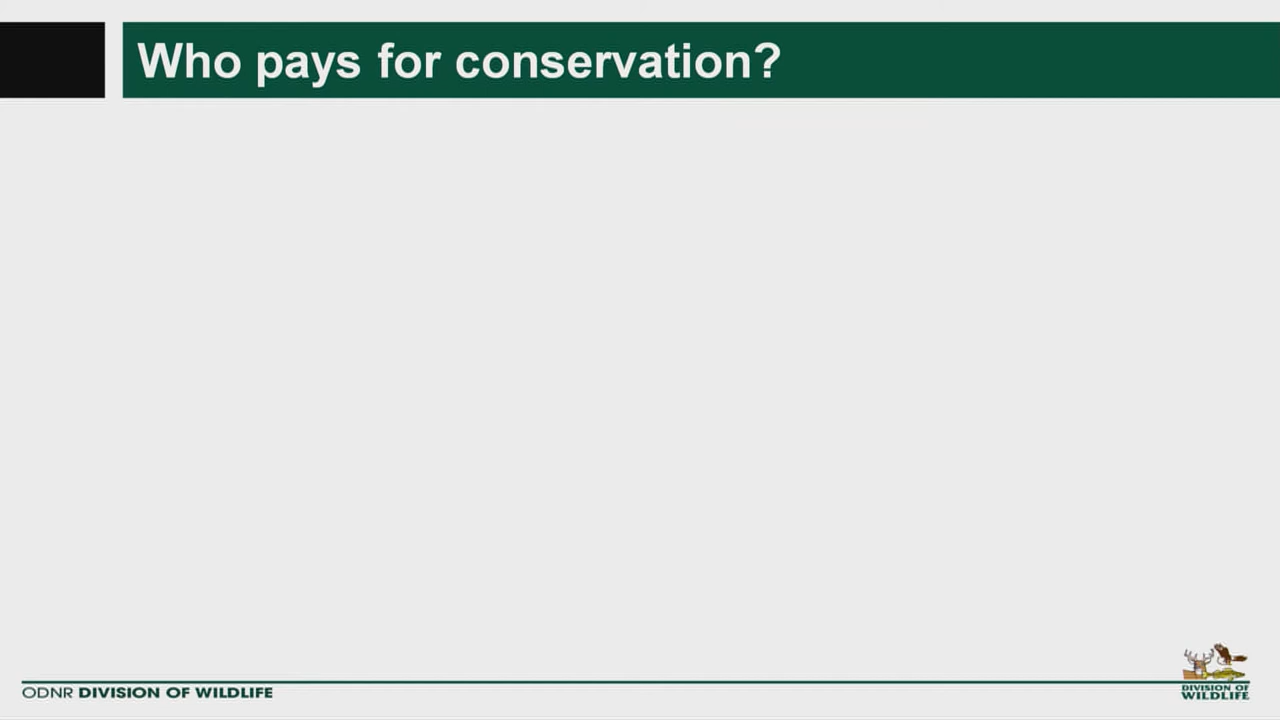 Who pays for conservation?
ODNR DIVISION OF WILDLIFE
DIVISION OF
WILDLIFE